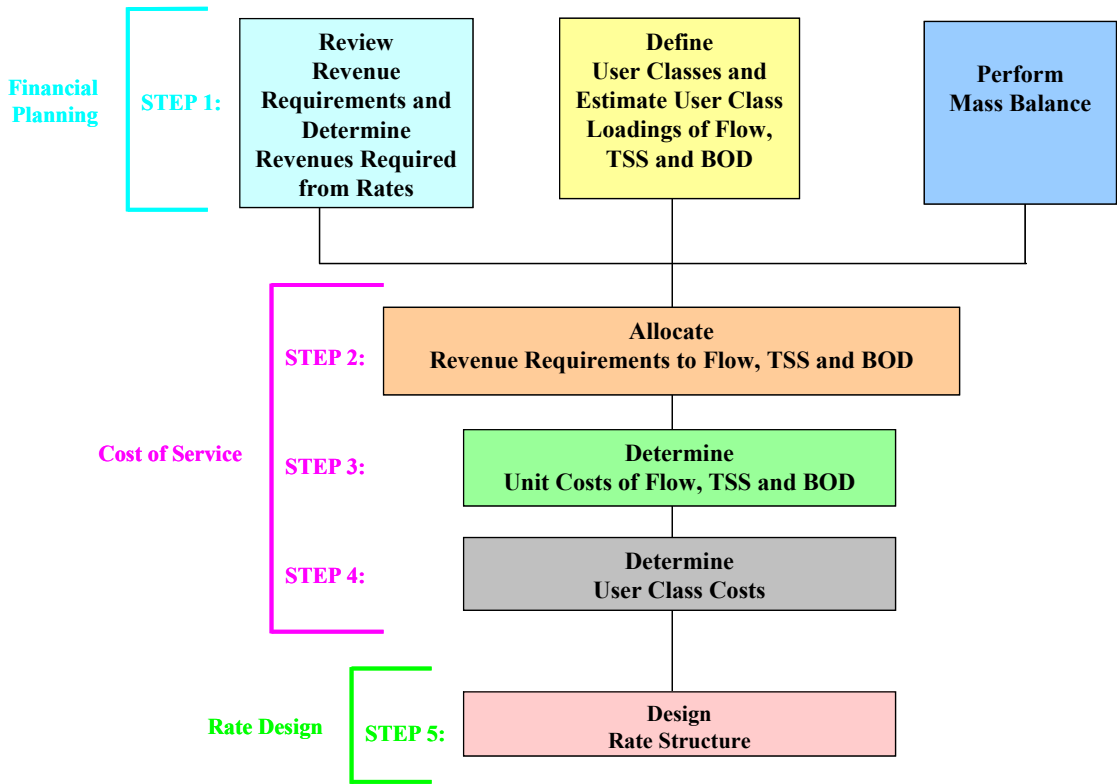 Financial
Planning
STEP 1:
Review
Revenue
Requirements and
Determine
Revenues Required
from Rates
Define
User Classes and
Estimate User Class
Loadings of Flow,
TSS and BOD
Perform
Mass Balance
Cost of Service
STEP 2:
Allocate
Revenue Requirements to Flow, TSS and BOD
STEP 3:
Determine
Unit Costs of Flow, TSS and BOD
STEP 4:
Determine
User Class Costs
Rate Design
STEP 5:
Design
Rate Structure